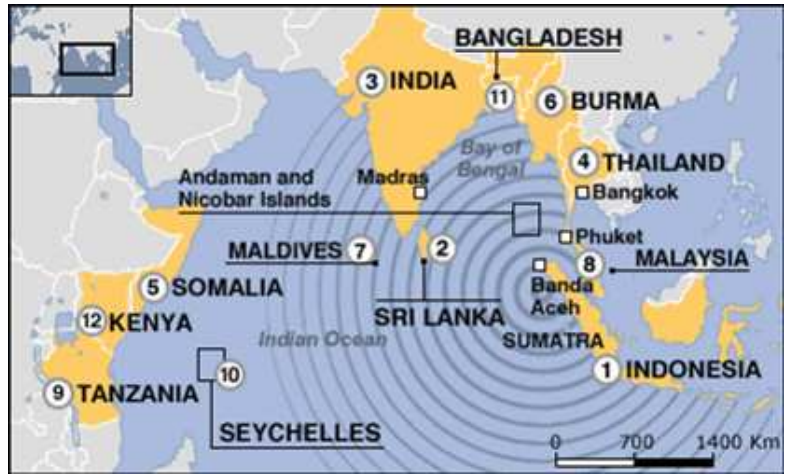 BANGLADESH
3 INDIA
11
6 BURMA
Bay of
Bengal
4 THAILAND
Andaman and
Nicobar Islands
Madras
Bangkok
Phuket
MALDIVES 7
2
8 MALAYSIA
5 SOMALIA
Banda
Aceh
SRI LANKA
12 KENYA
Indian Ocean
SUMATRA
1 INDONESIA
10
9 TANZANIA
SEYCHELLES
0 700 1400 Km